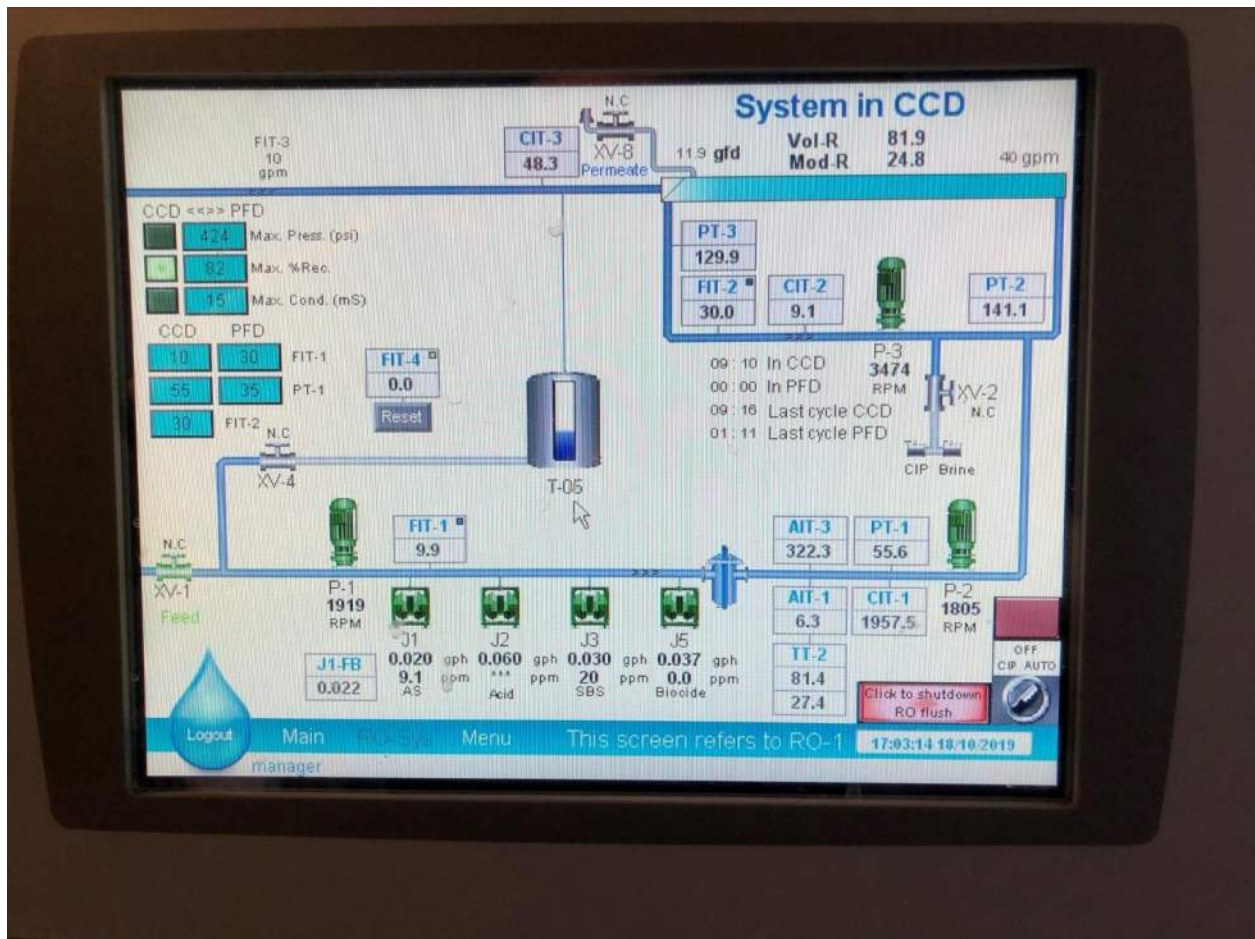 System in CCD
N.C
FIT-3
10
gpm
CIT-3
48.3
XV-8
Permeate
11.9 gfd
Vol-R 81.9
Mod-R 24.8
40 gpm
CCD <<>> PFD
424 Max. Press. (psi)
82 Max. %Rec.
15 Max. Cond. (mS)
CCD PFD
10 30 FIT-1
55 35 PT-1
30 FIT-2
FIT-4
0.0
Reset
PT-3
129.9
FIT-2
30.0
CIT-2
9.1
PT-2
141.1
P-3
3474
RPM
09:10 In CCD
00:00 In PFD
09:16 Last cycle CCD
01:11 Last cycle PFD
XV-2
N.C
CIP Brine
N.C
XV-4
T-05
N.C
XV-1
Feed
P-1
1919
RPM
FIT-1
9.9
AIT-3
322.3
PT-1
55.6
AIT-1
6.3
CIT-1
1957.5
P-2
1805
RPM
TT-2
81.4
27.4
J1 J2 J3 J5
0.020 gph 0.060 gph 0.030 gph 0.037 gph
9.1 ppm *** ppm 20 ppm 0.0 ppm
AS Acid SBS Biocide
J1-FB
0.022
OFF
CIP AUTO
Click to shutdown
RO flush
Logout Main RO-Sys Menu This screen refers to RO-1 17:03:14 18/10/2019
manager